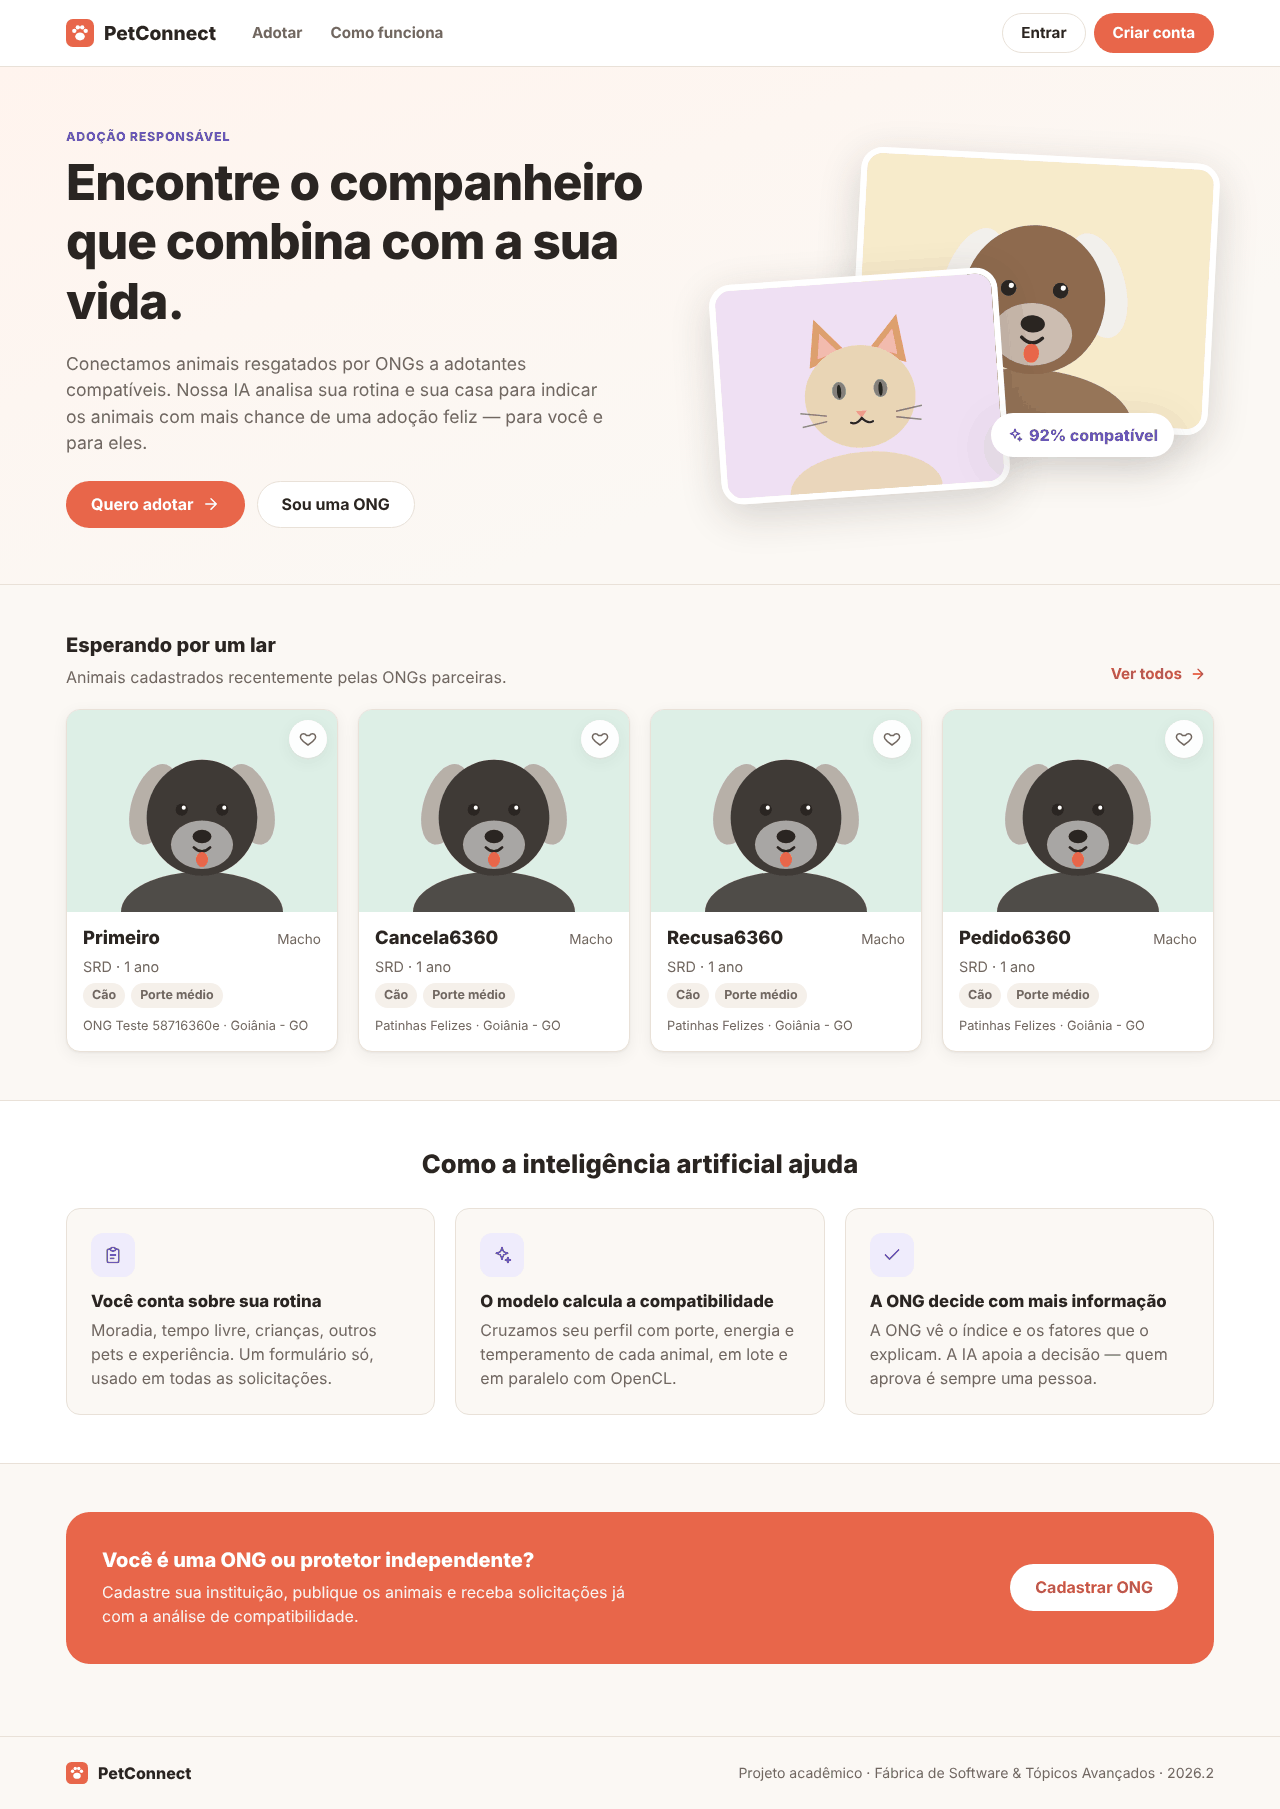 PetConnect
Adotar
Como funciona
Entrar
Criar conta
ADOÇÃO RESPONSÁVEL
Encontre o companheiro
que combina com a sua
vida.
Conectamos animais resgatados por ONGs a adotantes
compatíveis. Nossa IA analisa sua rotina e sua casa para indicar
os animais com mais chance de uma adoção feliz — para você e
para eles.
Quero adotar →
Sou uma ONG
92% compatível
Esperando por um lar
Animais cadastrados recentemente pelas ONGs parceiras.
Ver todos →
Primeiro
Macho
SRD · 1 ano
Cão
Porte médio
ONG Teste 58716360e · Goiânia - GO
Cancela6360
Macho
SRD · 1 ano
Cão
Porte médio
Patinhas Felizes · Goiânia - GO
Recusa6360
Macho
SRD · 1 ano
Cão
Porte médio
Patinhas Felizes · Goiânia - GO
Pedido6360
Macho
SRD · 1 ano
Cão
Porte médio
Patinhas Felizes · Goiânia - GO
Como a inteligência artificial ajuda
Você conta sobre sua rotina
Moradia, tempo livre, crianças, outros
pets e experiência. Um formulário só,
usado em todas as solicitações.
O modelo calcula a compatibilidade
Cruzamos seu perfil com porte, energia e
temperamento de cada animal, em lote e
em paralelo com OpenCL.
A ONG decide com mais informação
A ONG vê o índice e os fatores que o
explicam. A IA apoia a decisão — quem
aprova é sempre uma pessoa.
Você é uma ONG ou protetor independente?
Cadastre sua instituição, publique os animais e receba solicitações já
com a análise de compatibilidade.
Cadastrar ONG
PetConnect
Projeto acadêmico · Fábrica de Software & Tópicos Avançados · 2026.2